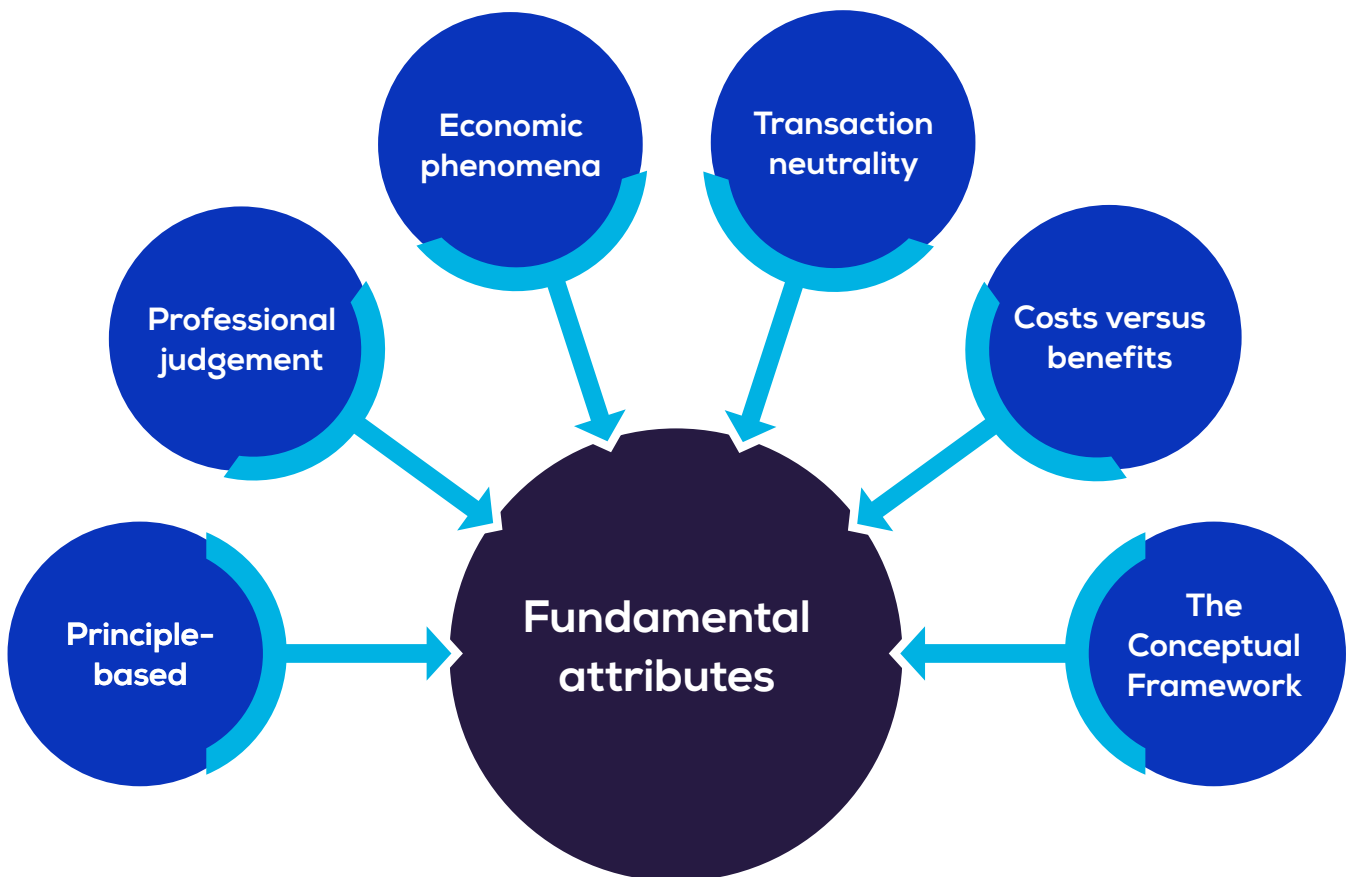 Economic
phenomena
Transaction
neutrality
Professional
judgement
Costs versus
benefits
Principle-
based
Fundamental
attributes
The
Conceptual
Framework